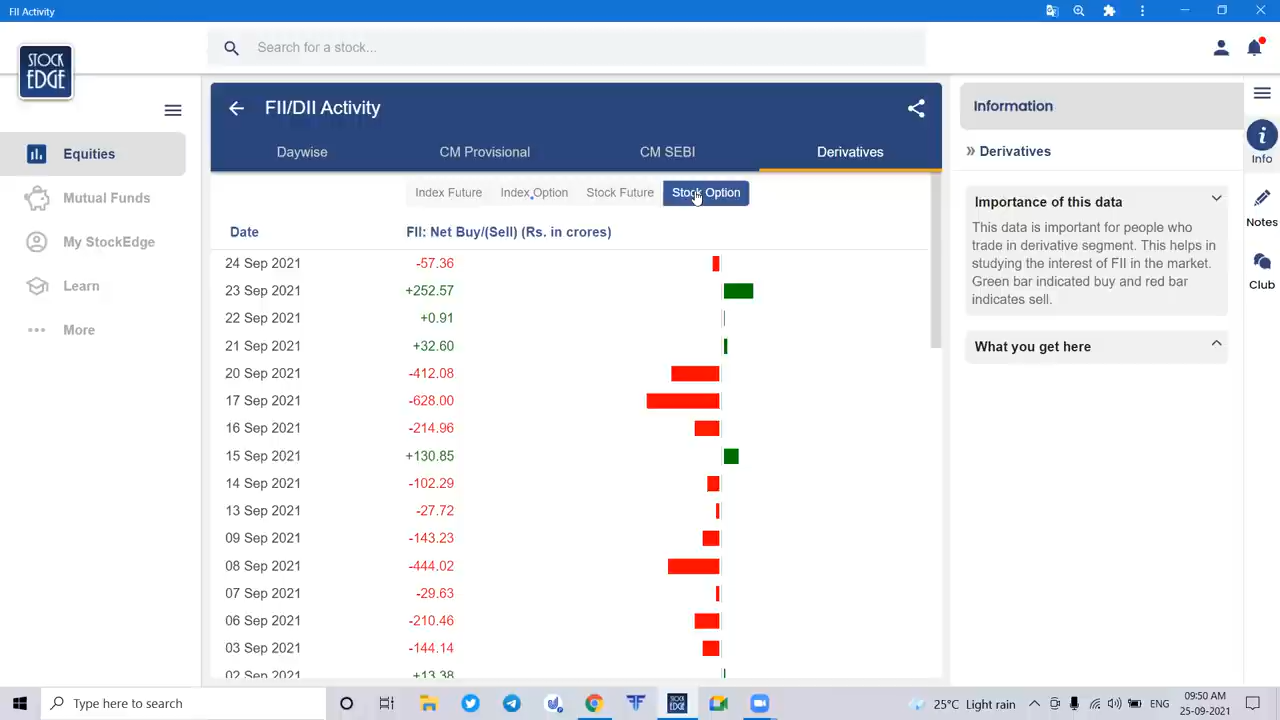 FII Activity
STOCK
EDGE
Search for a stock...
Equities
Mutual Funds
My StockEdge
Learn
More
FII/DII Activity
Daywise CM Provisional CM SEBI Derivatives
Index Future Index Option Stock Future Stock Option
Date FII: Net Buy/(Sell) (Rs. in crores)
24 Sep 2021 -57.36
23 Sep 2021 +252.57
22 Sep 2021 +0.91
21 Sep 2021 +32.60
20 Sep 2021 -412.08
17 Sep 2021 -628.00
16 Sep 2021 -214.96
15 Sep 2021 +130.85
14 Sep 2021 -102.29
13 Sep 2021 -27.72
09 Sep 2021 -143.23
08 Sep 2021 -444.02
07 Sep 2021 -29.63
06 Sep 2021 -210.46
03 Sep 2021 -144.14
02 Sep 2021 +13.38
Information
» Derivatives
Importance of this data
This data is important for people who
trade in derivative segment. This helps in
studying the interest of FII in the market.
Green bar indicated buy and red bar
indicates sell.
What you get here
Info
Notes
Club
Type here to search
STOCK
EDGE
25°C Light rain
ENG
09:50 AM
25-09-2021